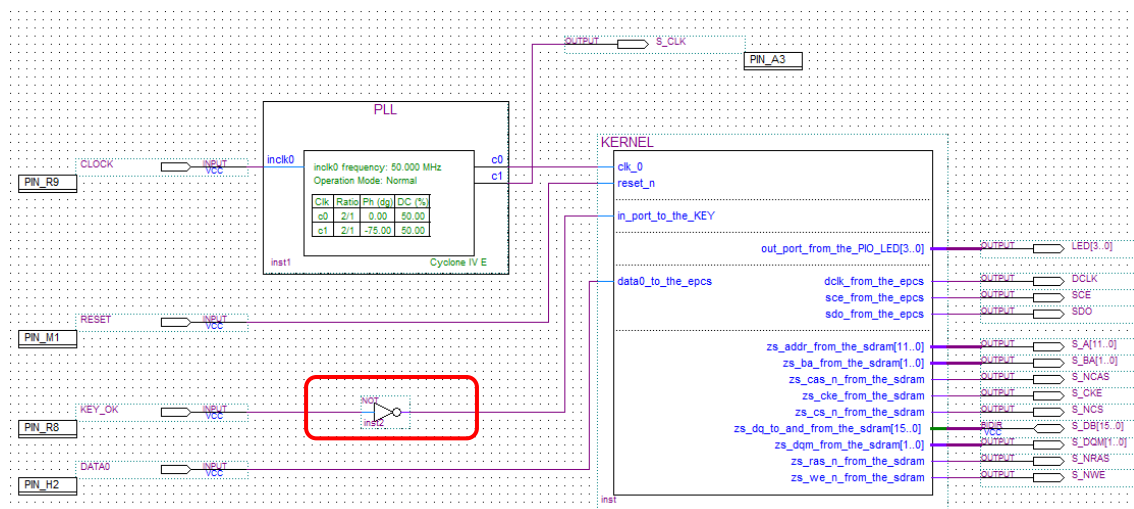 OUTPUT S_CLK
PIN_A3
PLL
KERNEL
CLOCK INPUT VCC
PIN_R9
inclk0
inclk0 frequency: 50.000 MHz
Operation Mode: Normal
Clk Ratio Ph (dg) DC (%)
c0 2/1 0.00 50.00
c1 2/1 -75.00 50.00
c0
c1
inst1
Cyclone IV E
clk_0
reset_n
in_port_to_the_KEY
out_port_from_the_PIO_LED[3..0]
OUTPUT LED[3..0]
data0_to_the_epcs
dclk_from_the_epcs
OUTPUT DCLK
sce_from_the_epcs
OUTPUT SCE
sdo_from_the_epcs
OUTPUT SDO
RESET INPUT VCC
PIN_M1
zs_addr_from_the_sdram[11..0]
OUTPUT S_A[11..0]
zs_ba_from_the_sdram[1..0]
OUTPUT S_BA[1..0]
zs_cas_n_from_the_sdram
OUTPUT S_NCAS
zs_cke_from_the_sdram
OUTPUT S_CKE
zs_cs_n_from_the_sdram
OUTPUT S_NCS
zs_dq_to_and_from_the_sdram[15..0]
BIDIR VCC S_DB[15..0]
zs_dqm_from_the_sdram[1..0]
OUTPUT S_DQM[1..0]
zs_ras_n_from_the_sdram
OUTPUT S_NRAS
zs_we_n_from_the_sdram
OUTPUT S_NWE
inst
KEY_OK INPUT VCC
PIN_R8
NOT
inst2
DATA0 INPUT VCC
PIN_H2